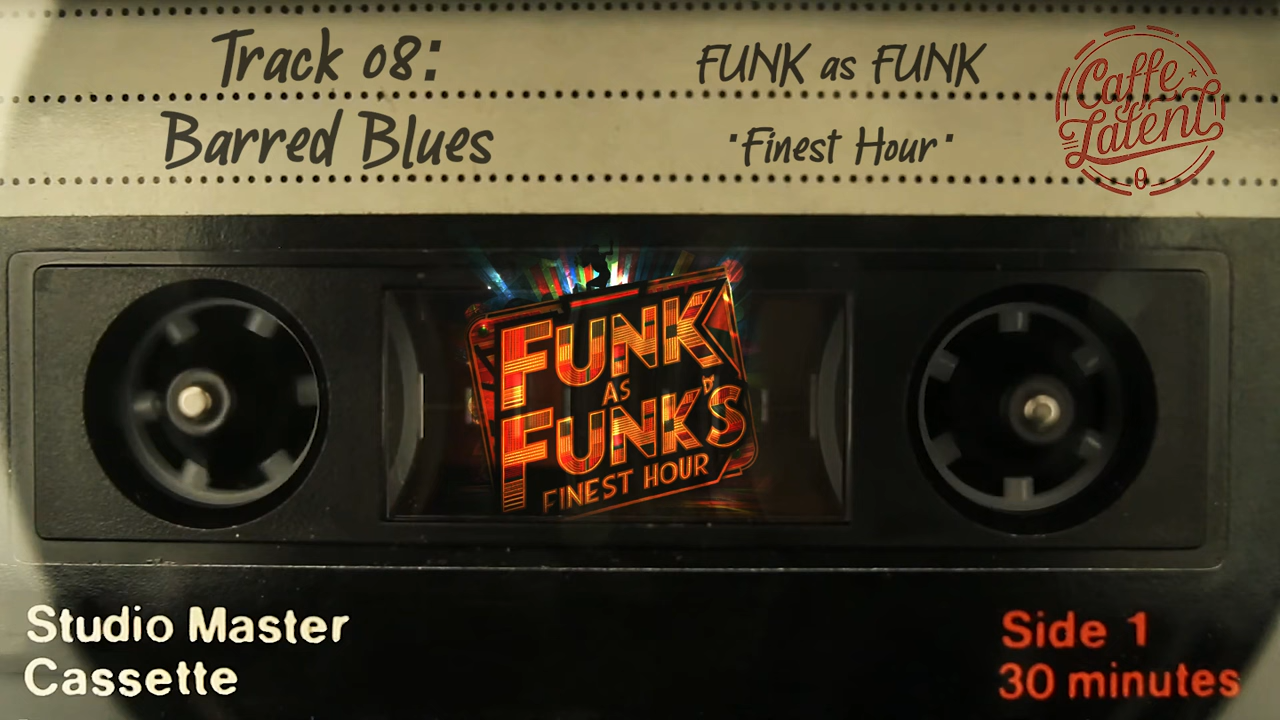 Track 08:
Barred Blues
FUNK as FUNK
"Finest Hour"
Caffe
Latent
FUNK
AS
FUNK'S
FINEST HOUR
Studio Master
Cassette
Side 1
30 minutes